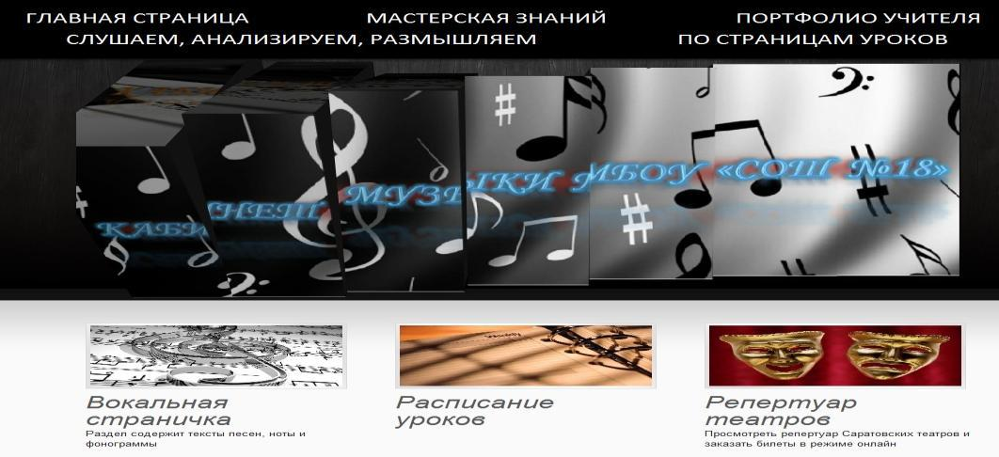 ГЛАВНАЯ СТРАНИЦА МАСТЕРСКАЯ ЗНАНИЙ ПОРТФОЛИО УЧИТЕЛЯ
СЛУШАЕМ, АНАЛИЗИРУЕМ, РАЗМЫШЛЯЕМ ПО СТРАНИЦАМ УРОКОВ
КАБИНЕТ МУЗЫКИ МБОУ «СОШ №18»
Вокальная
страничка
Раздел содержит тексты песен, ноты и
фонограммы
Расписание
уроков
Репертуар
театров
Просмотреть репертуар Саратовских театров и
заказать билеты в режиме онлайн